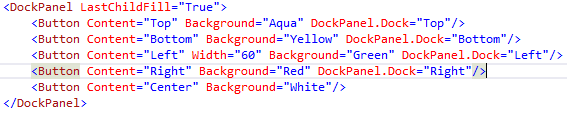 <DockPanel LastChildFill="True">
<Button Content="Top" Background="Aqua" DockPanel.Dock="Top"/>
<Button Content="Bottom" Background="Yellow" DockPanel.Dock="Bottom"/>
<Button Content="Left" Width="60" Background="Green" DockPanel.Dock="Left"/>
<Button Content="Right" Background="Red" DockPanel.Dock="Right"/>
<Button Content="Center" Background="White"/>
</DockPanel>